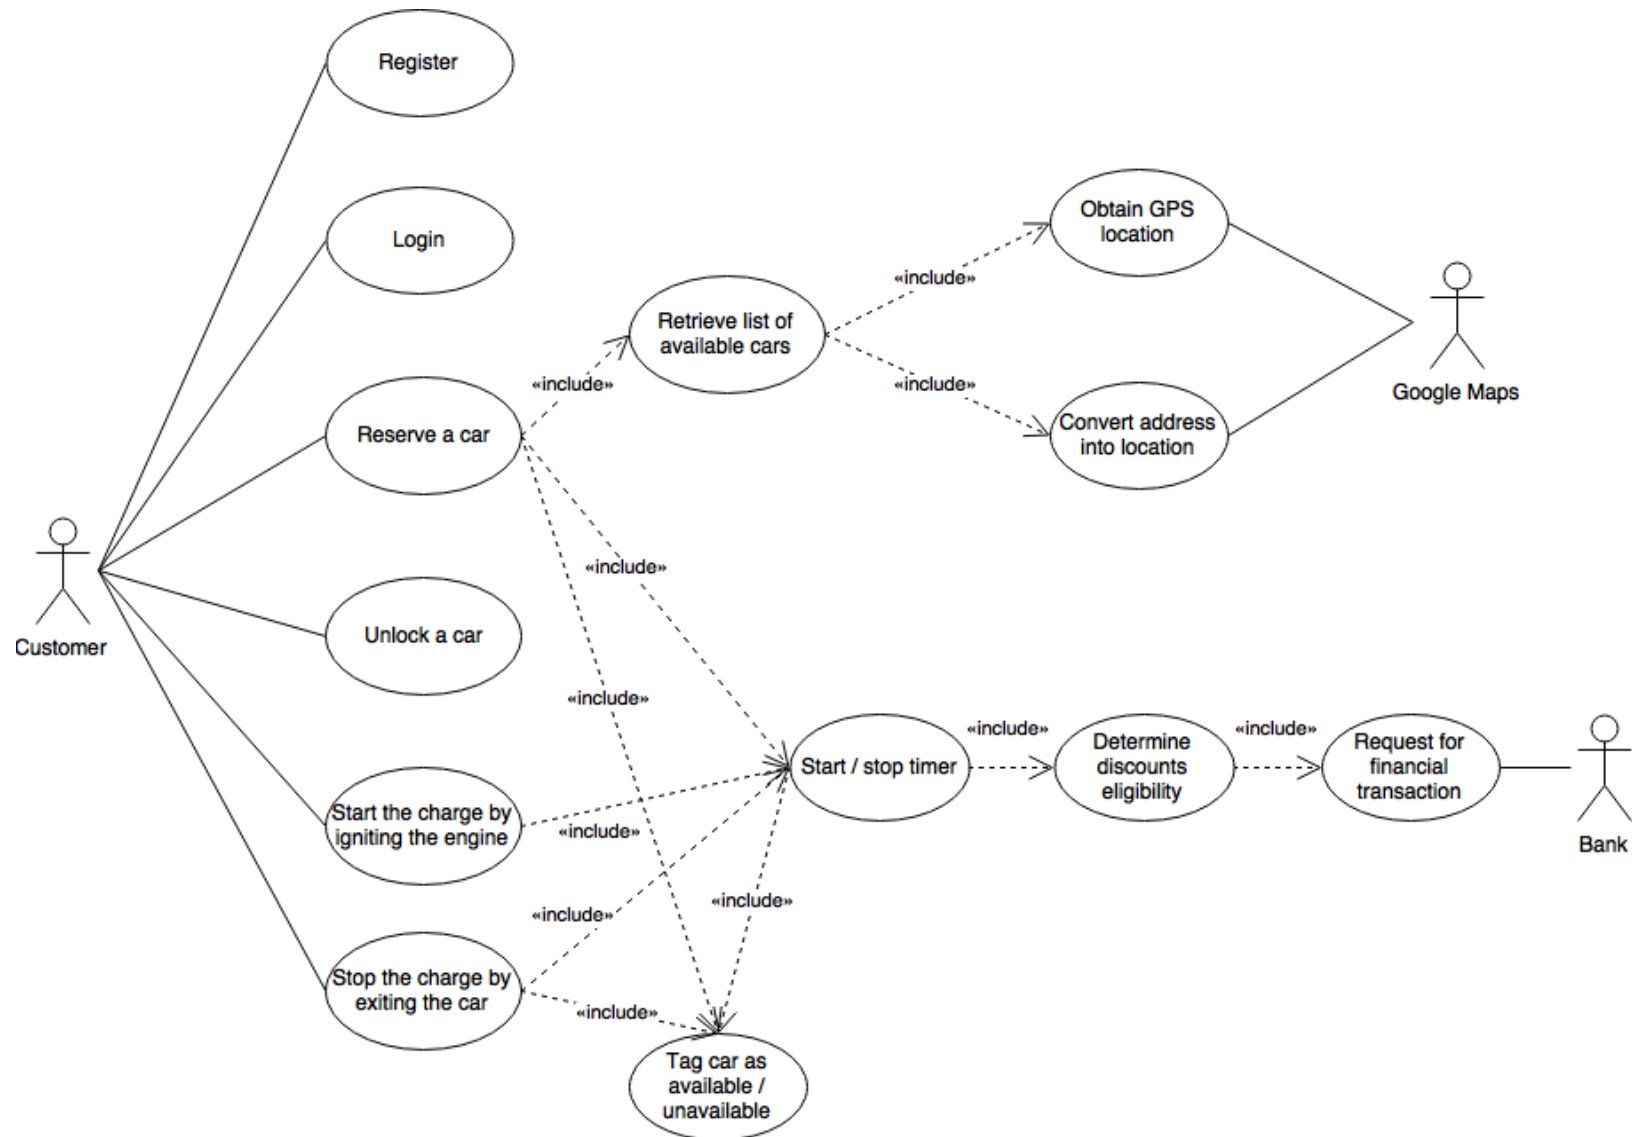 Register
Login
Obtain GPS
location
«include»
Retrieve list of
available cars
«include»
«include»
Google Maps
Convert address
into location
Reserve a car
«include»
Customer
Unlock a car
«include»
«include»
«include»
Determine
discounts
eligibility
«include»
Request for
financial
transaction
Start / stop timer
Bank
Start the charge by
igniting the engine
«include»
«include»
«include»
Stop the charge by
exiting the car
«include»
Tag car as
available /
unavailable